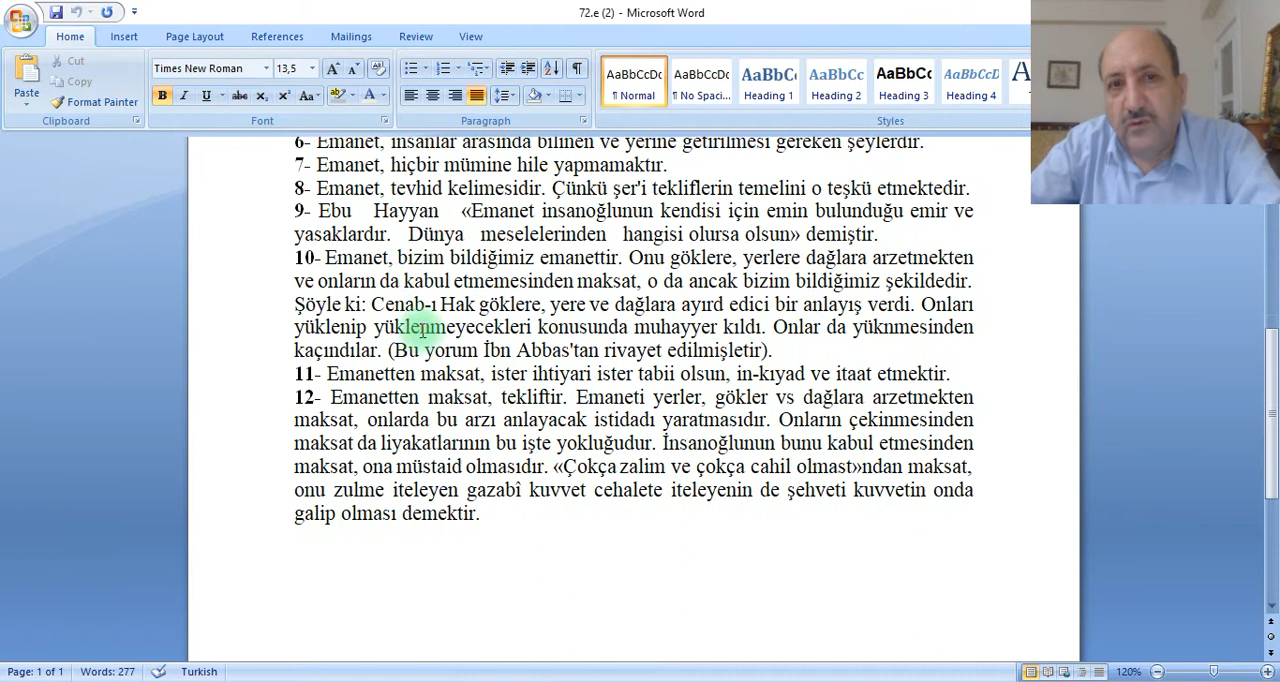 72.e (2) - Microsoft Word
Home Insert Page Layout References Mailings Review View
Cut
Copy
Format Painter
Paste
Times New Roman 13,5
AaBbCcDc AaBbCcDc AaBbC AaBbCc AaBbCc AaBbCcD
¶ Normal ¶ No Spaci... Heading 1 Heading 2 Heading 3 Heading 4
Clipboard Font Paragraph Styles
6- Emanet, insanlar arasında bilinen ve yerine getirilmesi gereken şeylerdir.
7- Emanet, hiçbir mümine hile yapmamaktır.
8- Emanet, tevhid kelimesidir. Çünkü şer'i tekliflerin temelini o teşkü etmektedir.
9- Ebu Hayyan «Emanet insanoğlunun kendisi için emin bulunduğu emir ve
yasaklardır. Dünya meselelerinden hangisi olursa olsun» demiştir.
10- Emanet, bizim bildiğimiz emanettir. Onu göklere, yerlere dağlara arzetmekten
ve onların da kabul etmemesinden maksat, o da ancak bizim bildiğimiz şekildedir.
Şöyle ki: Cenab-ı Hak göklere, yere ve dağlara ayırd edici bir anlayış verdi. Onları
yüklenip yüklenmeyecekleri konusunda muhayyer kıldı. Onlar da yüknmesinden
kaçındılar. (Bu yorum İbn Abbas'tan rivayet edilmişletir).
11- Emanetten maksat, ister ihtiyari ister tabii olsun, in-kıyad ve itaat etmektir.
12- Emanetten maksat, tekliftir. Emaneti yerler, gökler vs dağlara arzetmekten
maksat, onlarda bu arzı anlayacak istidadı yaratmasıdır. Onların çekinmesinden
maksat da liyakatlarının bu işte yokluğudur. İnsanoğlunun bunu kabul etmesinden
maksat, ona müstaid olmasıdır. «Çokça zalim ve çokça cahil olmast»ndan maksat,
onu zulme iteleyen gazabî kuvvet cehalete iteleyenin de şehveti kuvvetin onda
galip olması demektir.
Page: 1 of 1 Words: 277 Turkish 120%